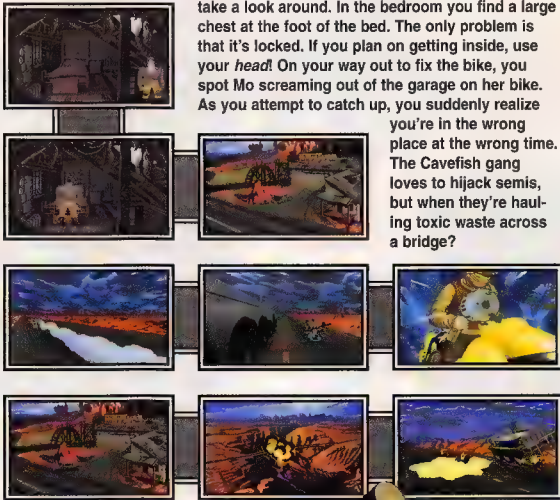 take a look around. In the bedroom you find a large
chest at the foot of the bed. The only problem is
that it's locked. If you plan on getting inside, use
your head! On your way out to fix the bike, you
spot Mo screaming out of the garage on her bike.
As you attempt to catch up, you suddenly realize
you're in the wrong
place at the wrong time.
The Cavefish gang
loves to hijack semis,
but when they're haul-
ing toxic waste across
a bridge?